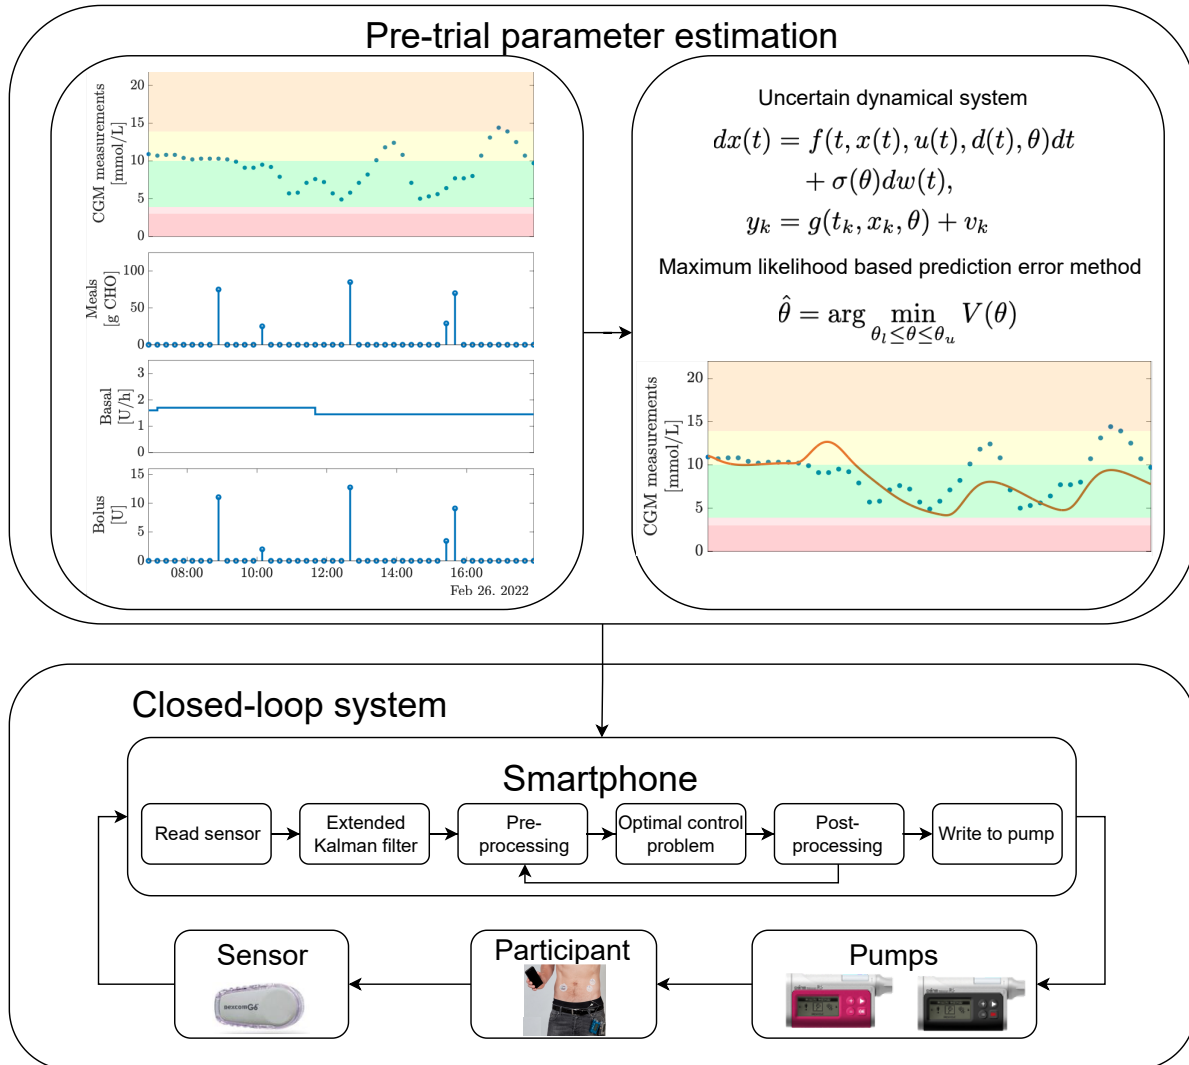 Pre-trial parameter estimation
CGM measurements
[mmol/L]
20
15
10
5
0
Meals
[g CHO]
100
50
0
Basal
[U/h]
3
2
1
0
Bolus
[U]
15
10
5
0
08:00 10:00 12:00 14:00 16:00
Feb 26, 2022
Uncertain dynamical system
dx(t) = f(t, x(t), u(t), d(t), θ)dt
+ σ(θ)dw(t),
y_k = g(t_k, x_k, θ) + v_k
Maximum likelihood based prediction error method
θ̂ = arg min V(θ)
θ_l≤θ≤θ_u
CGM measurements
[mmol/L]
20
15
10
5
0
Closed-loop system
Smartphone
Read sensor
Extended
Kalman filter
Pre-
processing
Optimal control
problem
Post-
processing
Write to pump
Sensor
Dexcom G6
Participant
Pumps